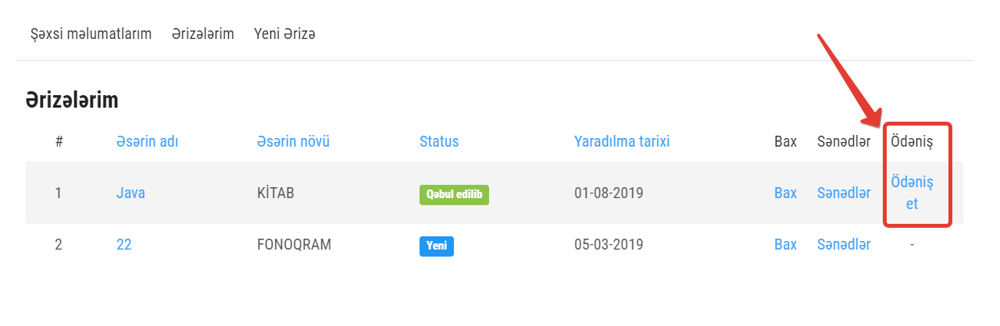 Şəxsi məlumatlarım Ərizələrim Yeni Ərizə
Ərizələrim
# Əsərin adı Əsərin növü Status Yaradılma tarixi Bax Sənədlər Ödəniş
1 Java KİTAB Qəbul edilib 01-08-2019 Bax Sənədlər Ödəniş
et
2 22 FONOQRAM Yeni 05-03-2019 Bax Sənədlər -